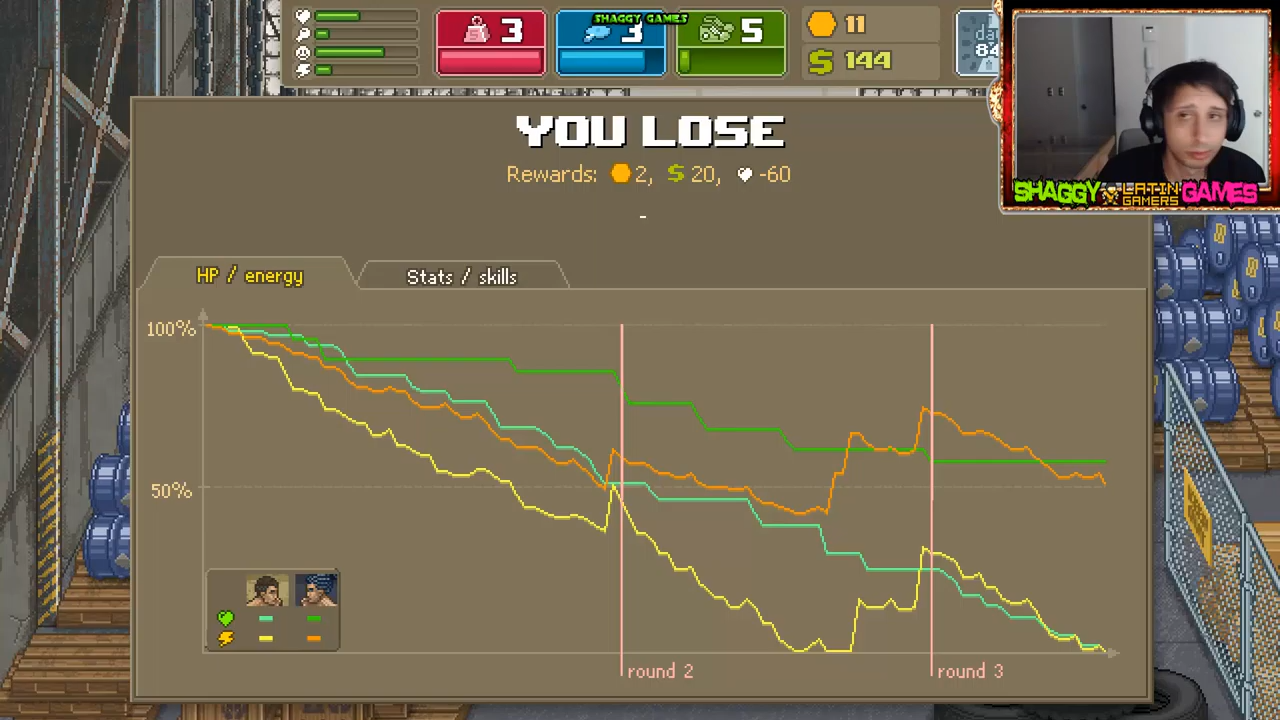 SHAGGY GAMES
3
3
5
11
144
YOU LOSE
Rewards: 2, $ 20, -60
-
SHAGGY LATIN GAMERS GAMES
HP / energy
Stats / skills
100%
50%
round 2
round 3